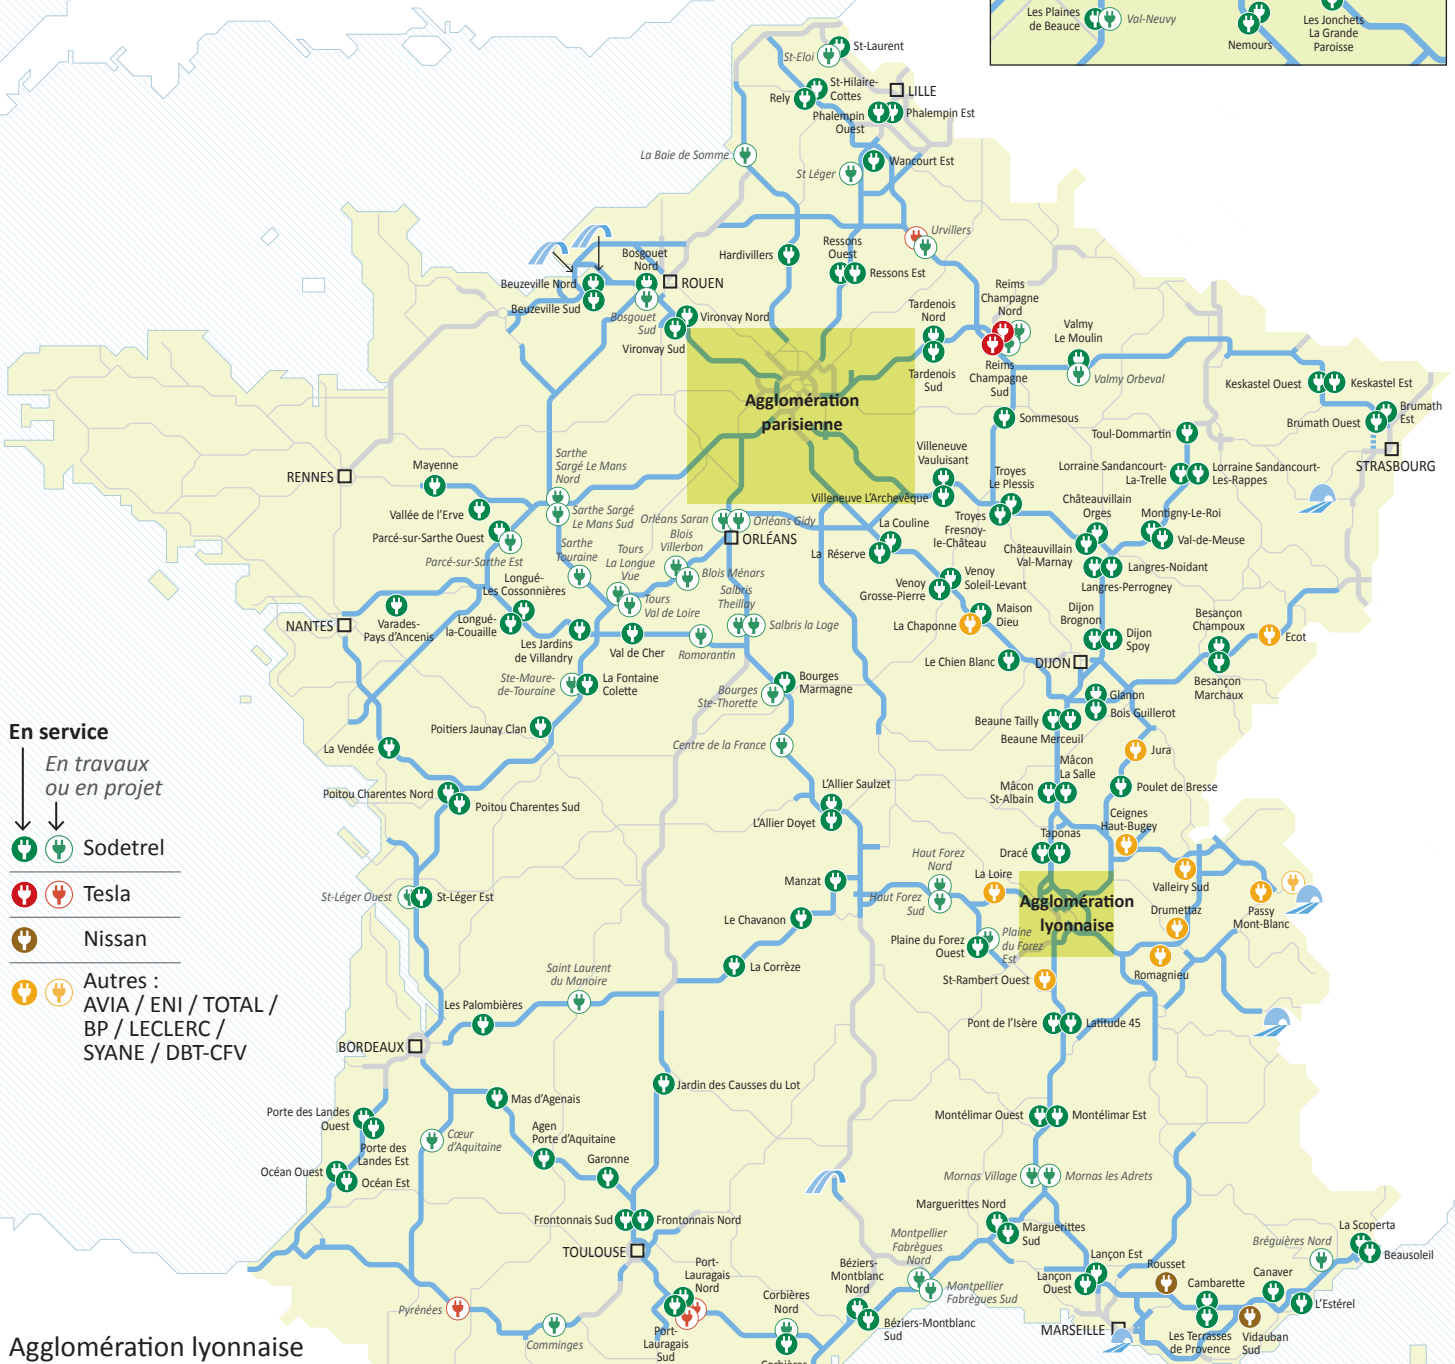 Les Plaines
de Beauce
Val-Neuvy
Nemours
Les Jonchets
La Grande
Paroisse
St-Eloi
St-Laurent
St-Hilaire-
Cottes
Rely
LILLE
Phalempin
Ouest
Phalempin Est
La Baie de Somme
St Léger
Wancourt Est
Urvillers
Hardivillers
Ressons
Ouest
Ressons Est
Bosgouet
Nord
ROUEN
Beuzeville Nord
Beuzeville Sud
Bosgouet
Sud
Vironvay Nord
Vironvay Sud
Tardenois
Nord
Tardenois
Sud
Reims
Champagne
Nord
Reims
Champagne
Sud
Valmy
Le Moulin
Valmy Orbeval
Keskastel Ouest
Keskastel Est
Brumath
Est
Brumath Ouest
STRASBOURG
Agglomération
parisienne
Sommesous
Toul-Dommartin
Lorraine Sandancourt-
La-Trelle
Lorraine Sandancourt-
Les-Rappes
Villeneuve
Vauluisant
Villeneuve L'Archevêque
Troyes
Le Plessis
Troyes
Fresnoy-
le-Château
Châteauvillain
Orges
Châteauvillain
Val-Marnay
Montigny-Le-Roi
Val-de-Meuse
Langres-Noidant
Langres-Perrogney
RENNES
Mayenne
Vallée de l'Erve
Parcé-sur-Sarthe Ouest
Parcé-sur-Sarthe Est
Sarthe
Sargé Le Mans
Nord
Sarthe Sargé
Le Mans Sud
Sarthe
Touraine
Orléans Saran
Orléans Gidy
ORLÉANS
Blois
Villerbon
Blois Ménars
Tours
La Longue
Vue
Tours
Val de Loire
La Couline
La Réserve
Venoy
Soleil-Levant
Venoy
Grosse-Pierre
Maison
Dieu
La Chaponne
Le Chien Blanc
Dijon
Brognon
Dijon
Spoy
DIJON
Besançon
Champoux
Besançon
Marchaux
Ecot
NANTES
Varades-
Pays d'Ancenis
Longué-
Les Cossonnières
Longué-
la-Couaille
Les Jardins
de Villandry
Val de Cher
Romorantin
Salbris
Theillay
Salbris la Loge
Ste-Maure-
de-Touraine
La Fontaine
Colette
Bourges
Marmagne
Bourges
Ste-Thorette
Glanon
Bois Guillerot
Beaune Tailly
Beaune Merceuil
Jura
Poitiers Jaunay Clan
Centre de la France
La Vendée
Poitou Charentes Nord
Poitou Charentes Sud
L'Allier Saulzet
L'Allier Doyet
Mâcon
La Salle
Mâcon
St-Albain
Poulet de Bresse
Ceignes
Haut-Bugey
Taponas
Dracé
En service
En travaux
ou en projet
Sodetrel
Tesla
Nissan
Autres :
AVIA / ENI / TOTAL /
BP / LECLERC /
SYANE / DBT-CFV
St-Léger Ouest
St-Léger Est
Manzat
Haut Forez
Nord
Haut Forez
Sud
La Loire
Agglomération
lyonnaise
Valleiry Sud
Passy
Mont-Blanc
Drumettaz
Romagnieu
Le Chavanon
Plaine du Forez
Ouest
Plaine
du Forez
Est
La Corrèze
Saint Laurent
du Manoire
St-Rambert Ouest
Les Palombières
BORDEAUX
Pont de l'Isère
Latitude 45
Jardin des Causses du Lot
Mas d'Agenais
Porte des Landes
Ouest
Porte des
Landes Est
Cœur
d'Aquitaine
Agen
Porte d'Aquitaine
Garonne
Océan Ouest
Océan Est
Montélimar Ouest
Montélimar Est
Mornas Village
Mornas les Adrets
Frontonnais Sud
Frontonnais Nord
TOULOUSE
Marguerittes Nord
Marguerittes
Sud
Montpellier
Fabrègues
Nord
Montpellier
Fabrègues Sud
Béziers-
Montblanc
Nord
Béziers-Montblanc
Sud
Port-
Lauragais
Nord
Port-
Lauragais
Sud
Corbières
Nord
Corbières
Pyrénées
Comminges
Lançon Est
Lançon
Ouest
Rousset
Cambarette
Canaver
Bréguières Nord
La Scoperta
Beausoleil
L'Estérel
Les Terrasses
de Provence
Vidauban
Sud
MARSEILLE
Agglomération lyonnaise